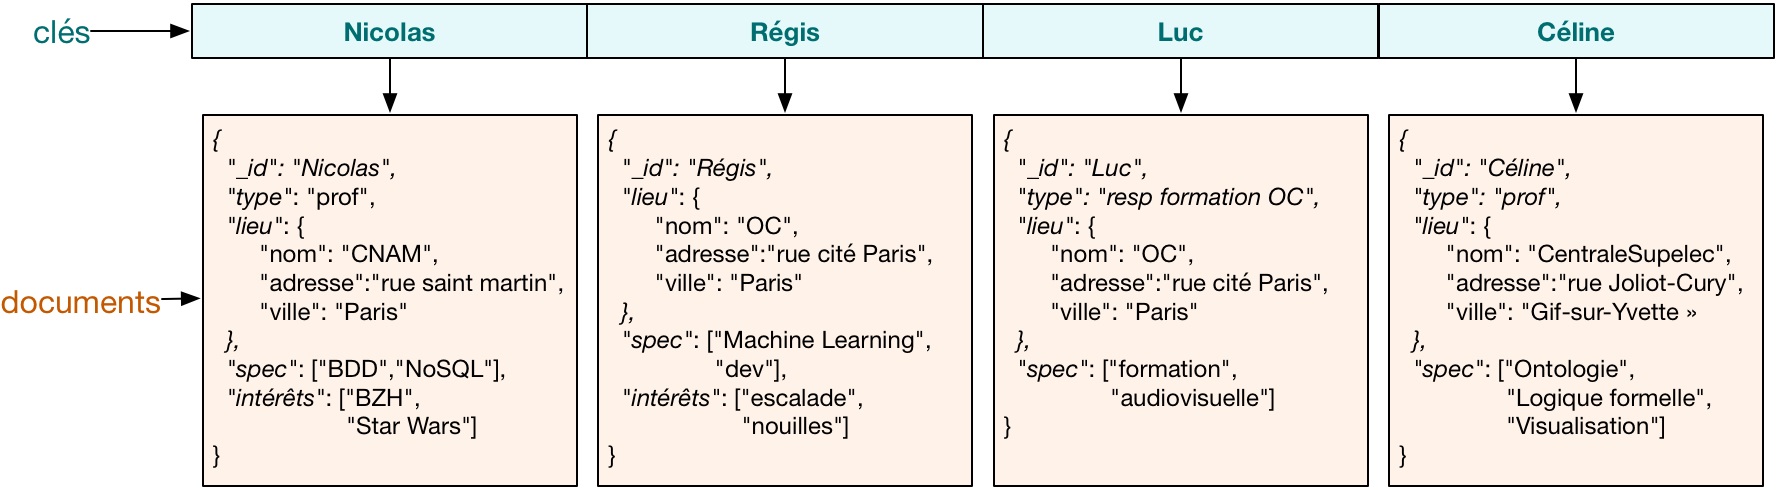 clés
Nicolas
Régis
Luc
Céline
documents
{
"_id": "Nicolas",
"type": "prof",
"lieu": {
"nom": "CNAM",
"adresse":"rue saint martin",
"ville": "Paris"
},
"spec": ["BDD","NoSQL"],
"intérêts": ["BZH",
"Star Wars"]
}
{
"_id": "Régis",
"lieu": {
"nom": "OC",
"adresse":"rue cité Paris",
"ville": "Paris"
},
"spec": ["Machine Learning",
"dev"],
"intérêts": ["escalade",
"nouilles"]
}
{
"_id": "Luc",
"type": "resp formation OC",
"lieu": {
"nom": "OC",
"adresse":"rue cité Paris",
"ville": "Paris"
},
"spec": ["formation",
"audiovisuelle"]
}
{
"_id": "Céline",
"type": "prof",
"lieu": {
"nom": "CentraleSupelec",
"adresse":"rue Joliot-Cury",
"ville": "Gif-sur-Yvette »
},
"spec": ["Ontologie",
"Logique formelle",
"Visualisation"]
}